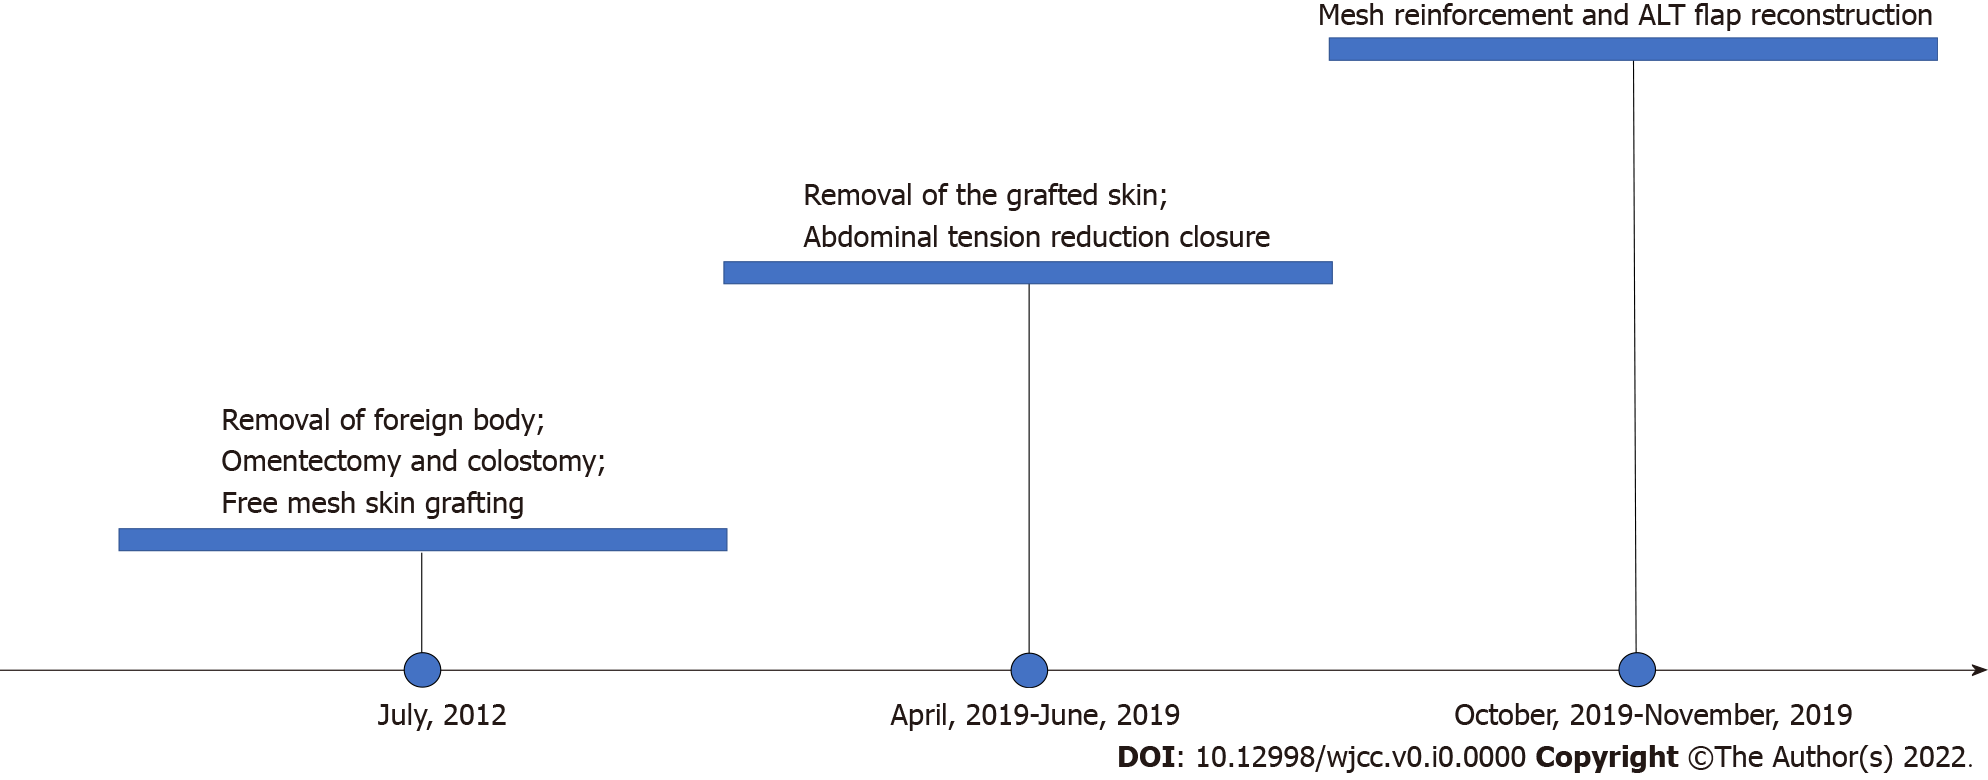 Mesh reinforcement and ALT flap reconstruction
Removal of the grafted skin;
Abdominal tension reduction closure
Removal of foreign body;
Omentectomy and colostomy;
Free mesh skin grafting
July, 2012
April, 2019-June, 2019
October, 2019-November, 2019
DOI: 10.12998/wjcc.v0.i0.0000 Copyright ©The Author(s) 2022.